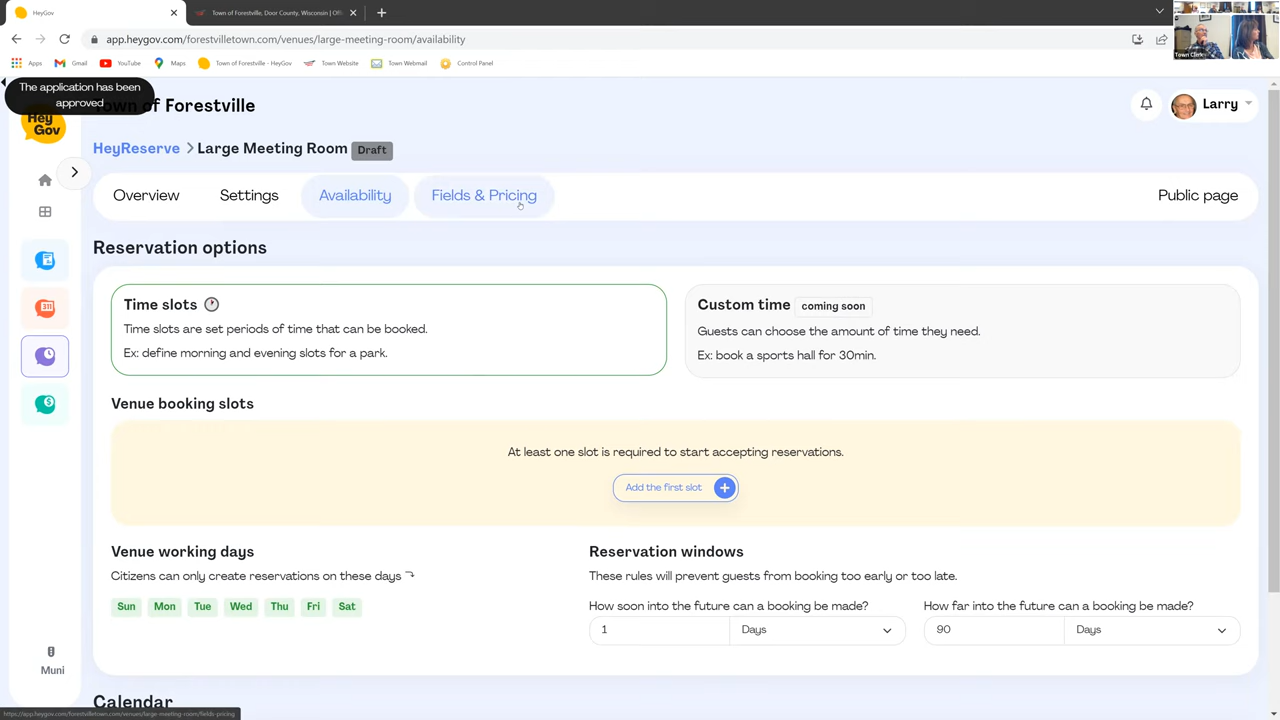 HeyGov
Town of Forestville, Door County, Wisconsin | Offi
app.heygov.com/forestvilletown.com/venues/large-meeting-room/availability
Apps
Gmail
YouTube
Maps
Town of Forestville - HeyGov
Town Website
Town Webmail
Control Panel
Town Clerk
The application has been
approved
Town of Forestville
Hey
Gov
Larry
HeyReserve
Large Meeting Room
Draft
Overview
Settings
Availability
Fields & Pricing
Public page
Reservation options
Time slots
Time slots are set periods of time that can be booked.
Ex: define morning and evening slots for a park.
Custom time
coming soon
Guests can choose the amount of time they need.
Ex: book a sports hall for 30min.
311
Venue booking slots
At least one slot is required to start accepting reservations.
Add the first slot
Venue working days
Citizens can only create reservations on these days
Sun Mon Tue Wed Thu Fri Sat
Reservation windows
These rules will prevent guests from booking too early or too late.
How soon into the future can a booking be made?
1
Days
How far into the future can a booking be made?
90
Days
Muni
Calendar
https://app.heygov.com/forestvilletown.com/venues/large-meeting-room/fields-pricing